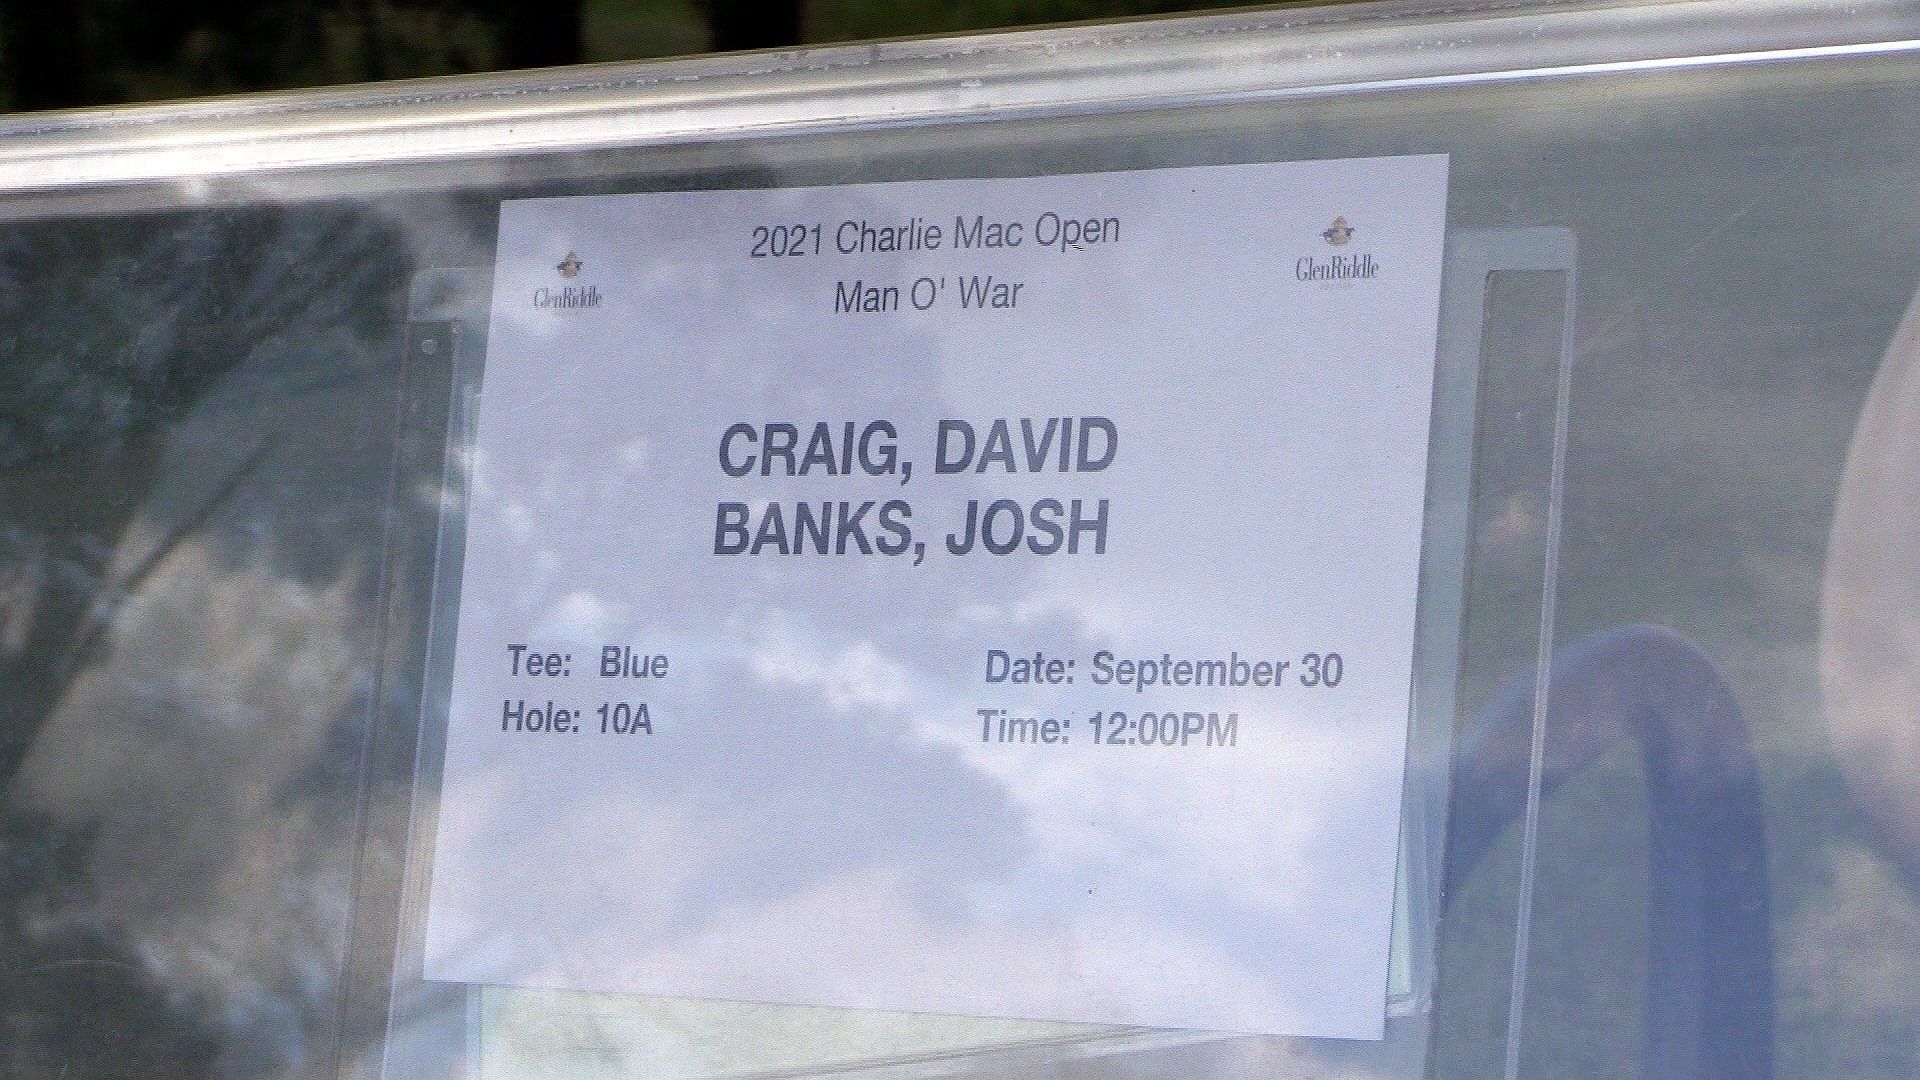 2021 Charlie Mac Open
Man O' War
GlenRiddle
GlenRiddle
CRAIG, DAVID
BANKS, JOSH
Tee: Blue
Hole: 10A
Date: September 30
Time: 12:00PM